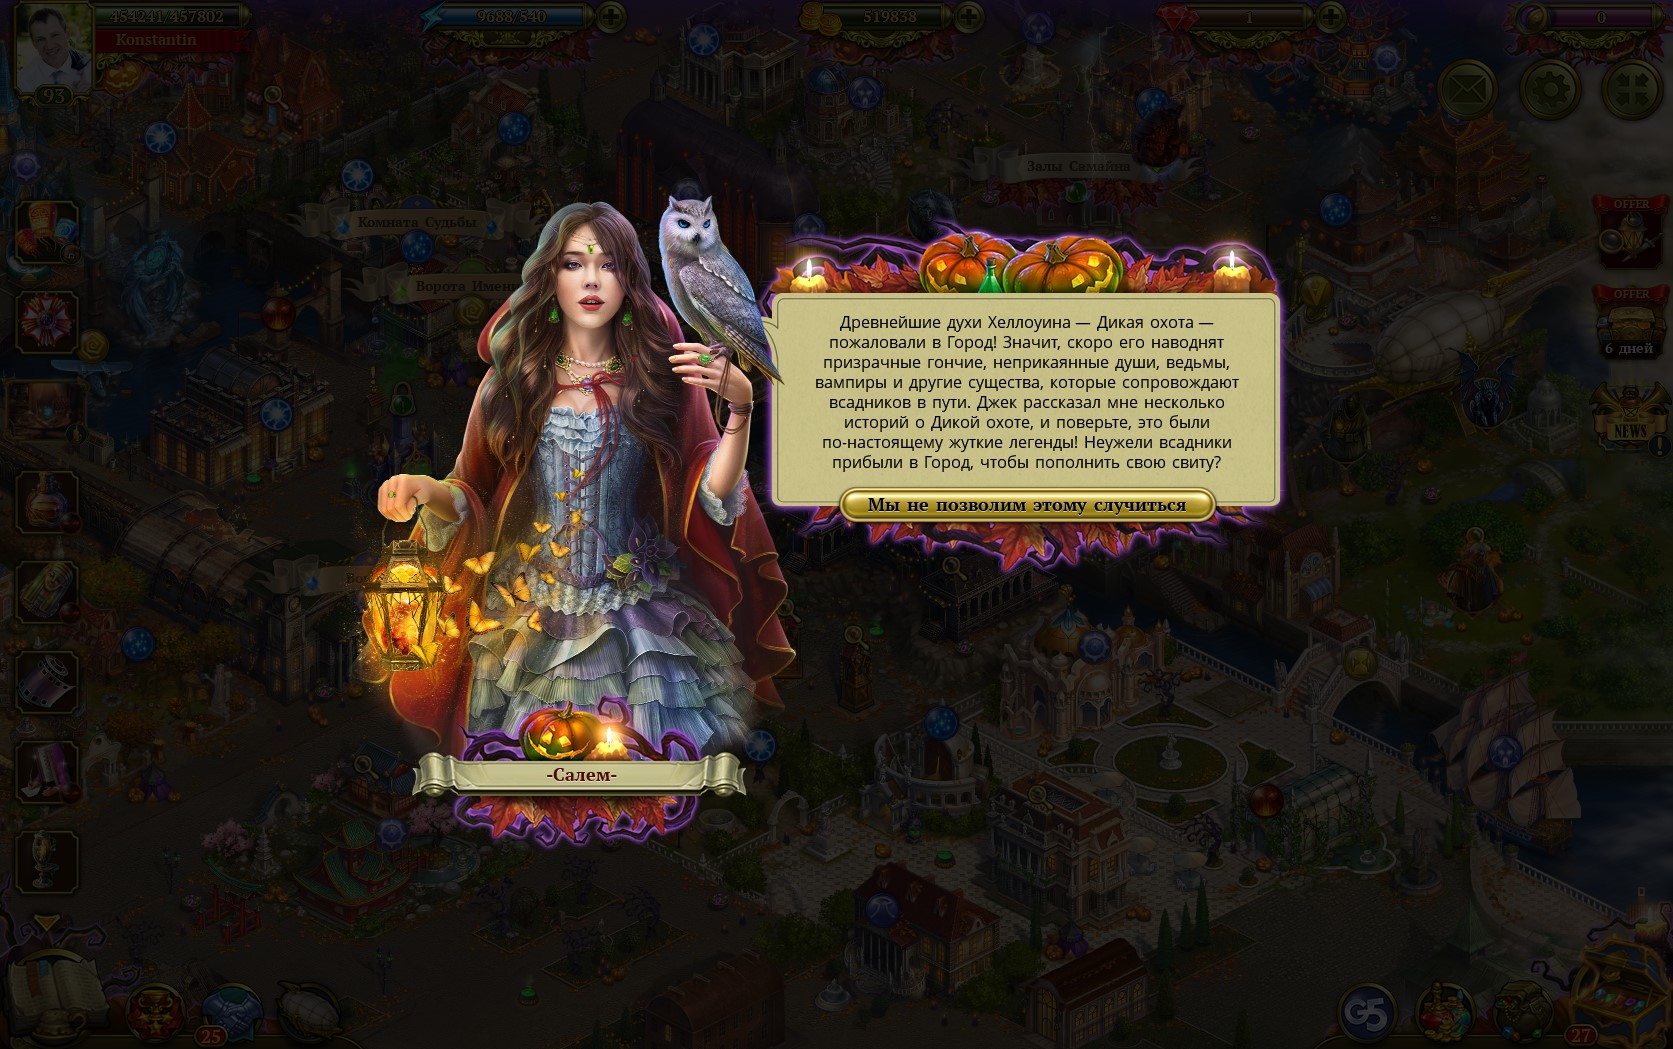 454241/457802
9688/540
519838
1
0
Konstantin
93
Залы Самайна
Комната Судьбы
OFFER
OFFER
6 дней
NEWS
Древнейшие духи Хеллоуина — Дикая охота —
пожаловали в Город! Значит, скоро его наводнят
призрачные гончие, неприкаянные души, ведьмы,
вампиры и другие существа, которые сопровождают
всадников в пути. Джек рассказал мне несколько
историй о Дикой охоте, и поверьте, это были
по-настоящему жуткие легенды! Неужели всадники
прибыли в Город, чтобы пополнить свою свиту?
Мы не позволим этому случиться
Ворота Имени
-Салем-
G5
25
27